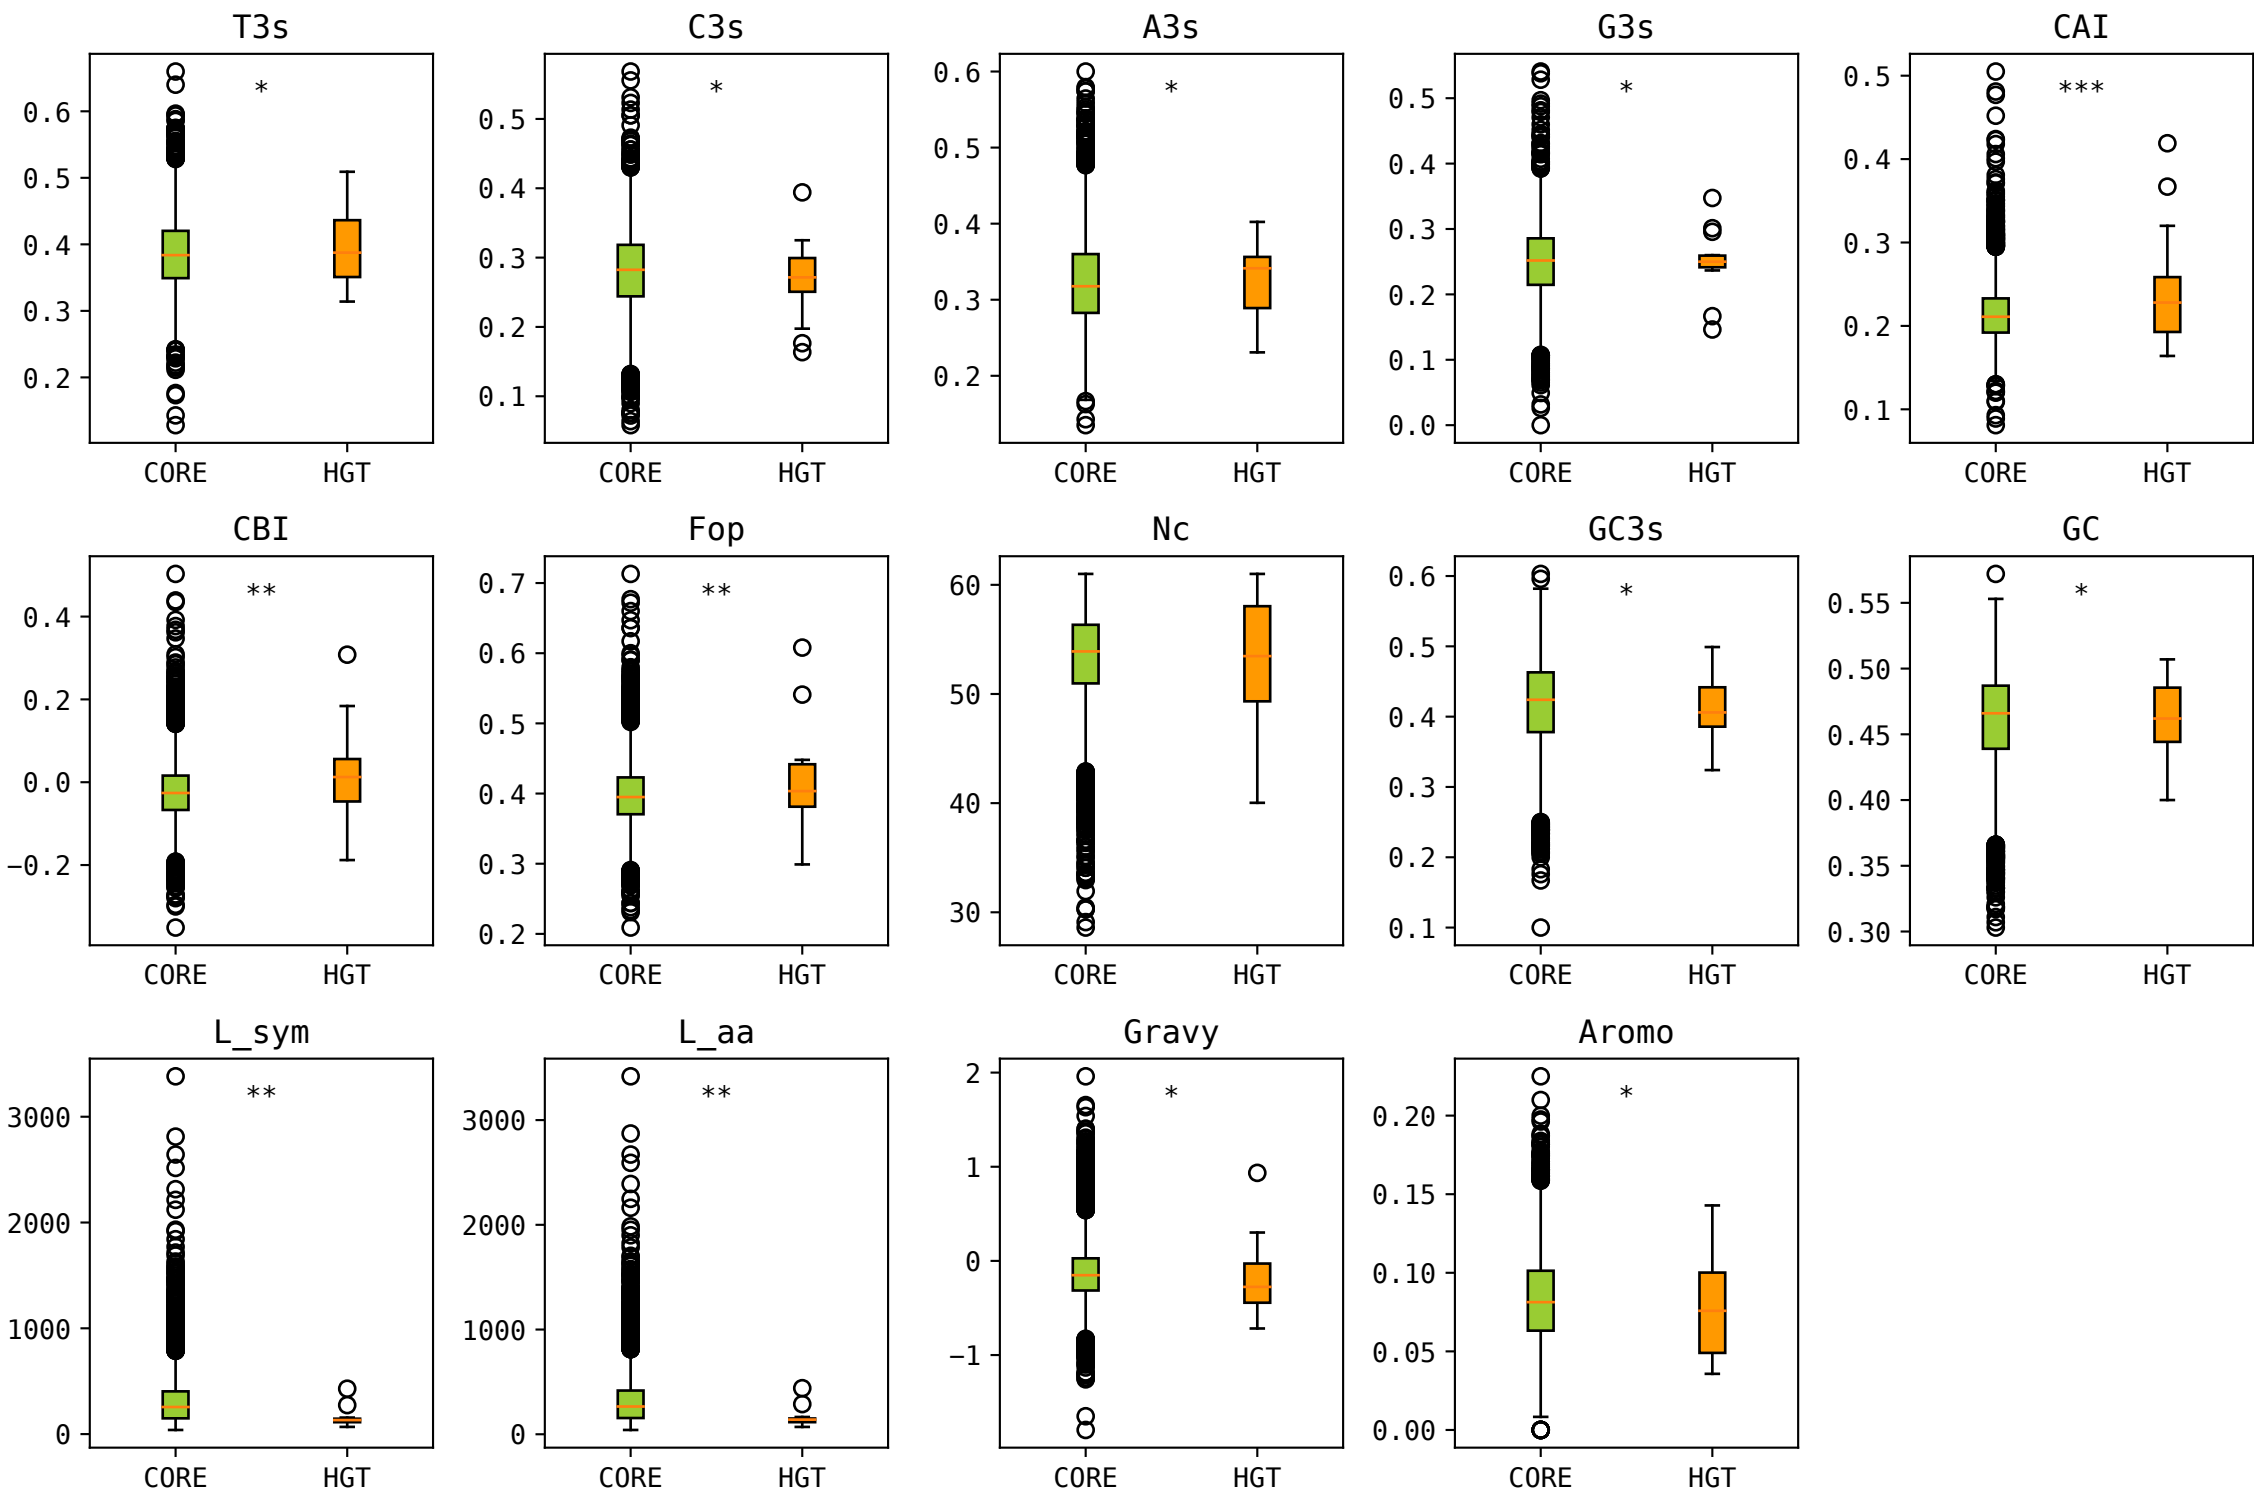 T3s C3s A3s G3s CAI
* * * * ***
0.6 0.5 0.4 0.3 0.2
0.5 0.4 0.3 0.2 0.1
0.6 0.5 0.4 0.3 0.2
0.5 0.4 0.3 0.2 0.1 0.0
0.5 0.4 0.3 0.2 0.1
CORE HGT CORE HGT CORE HGT CORE HGT CORE HGT
CBI Fop Nc GC3s GC
** ** * *
0.4 0.2 0.0 −0.2
0.7 0.6 0.5 0.4 0.3 0.2
60 50 40 30
0.6 0.5 0.4 0.3 0.2 0.1
0.55 0.50 0.45 0.40 0.35 0.30
CORE HGT CORE HGT CORE HGT CORE HGT CORE HGT
L_sym L_aa Gravy Aromo
** ** * *
3000 2000 1000 0
3000 2000 1000 0
2 1 0 −1
0.20 0.15 0.10 0.05 0.00
CORE HGT CORE HGT CORE HGT CORE HGT